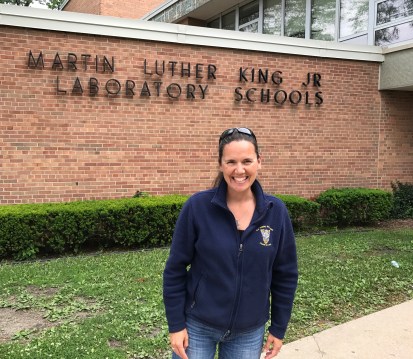 MARTIN LUTHER KING JR
LABORATORY SCHOOLS